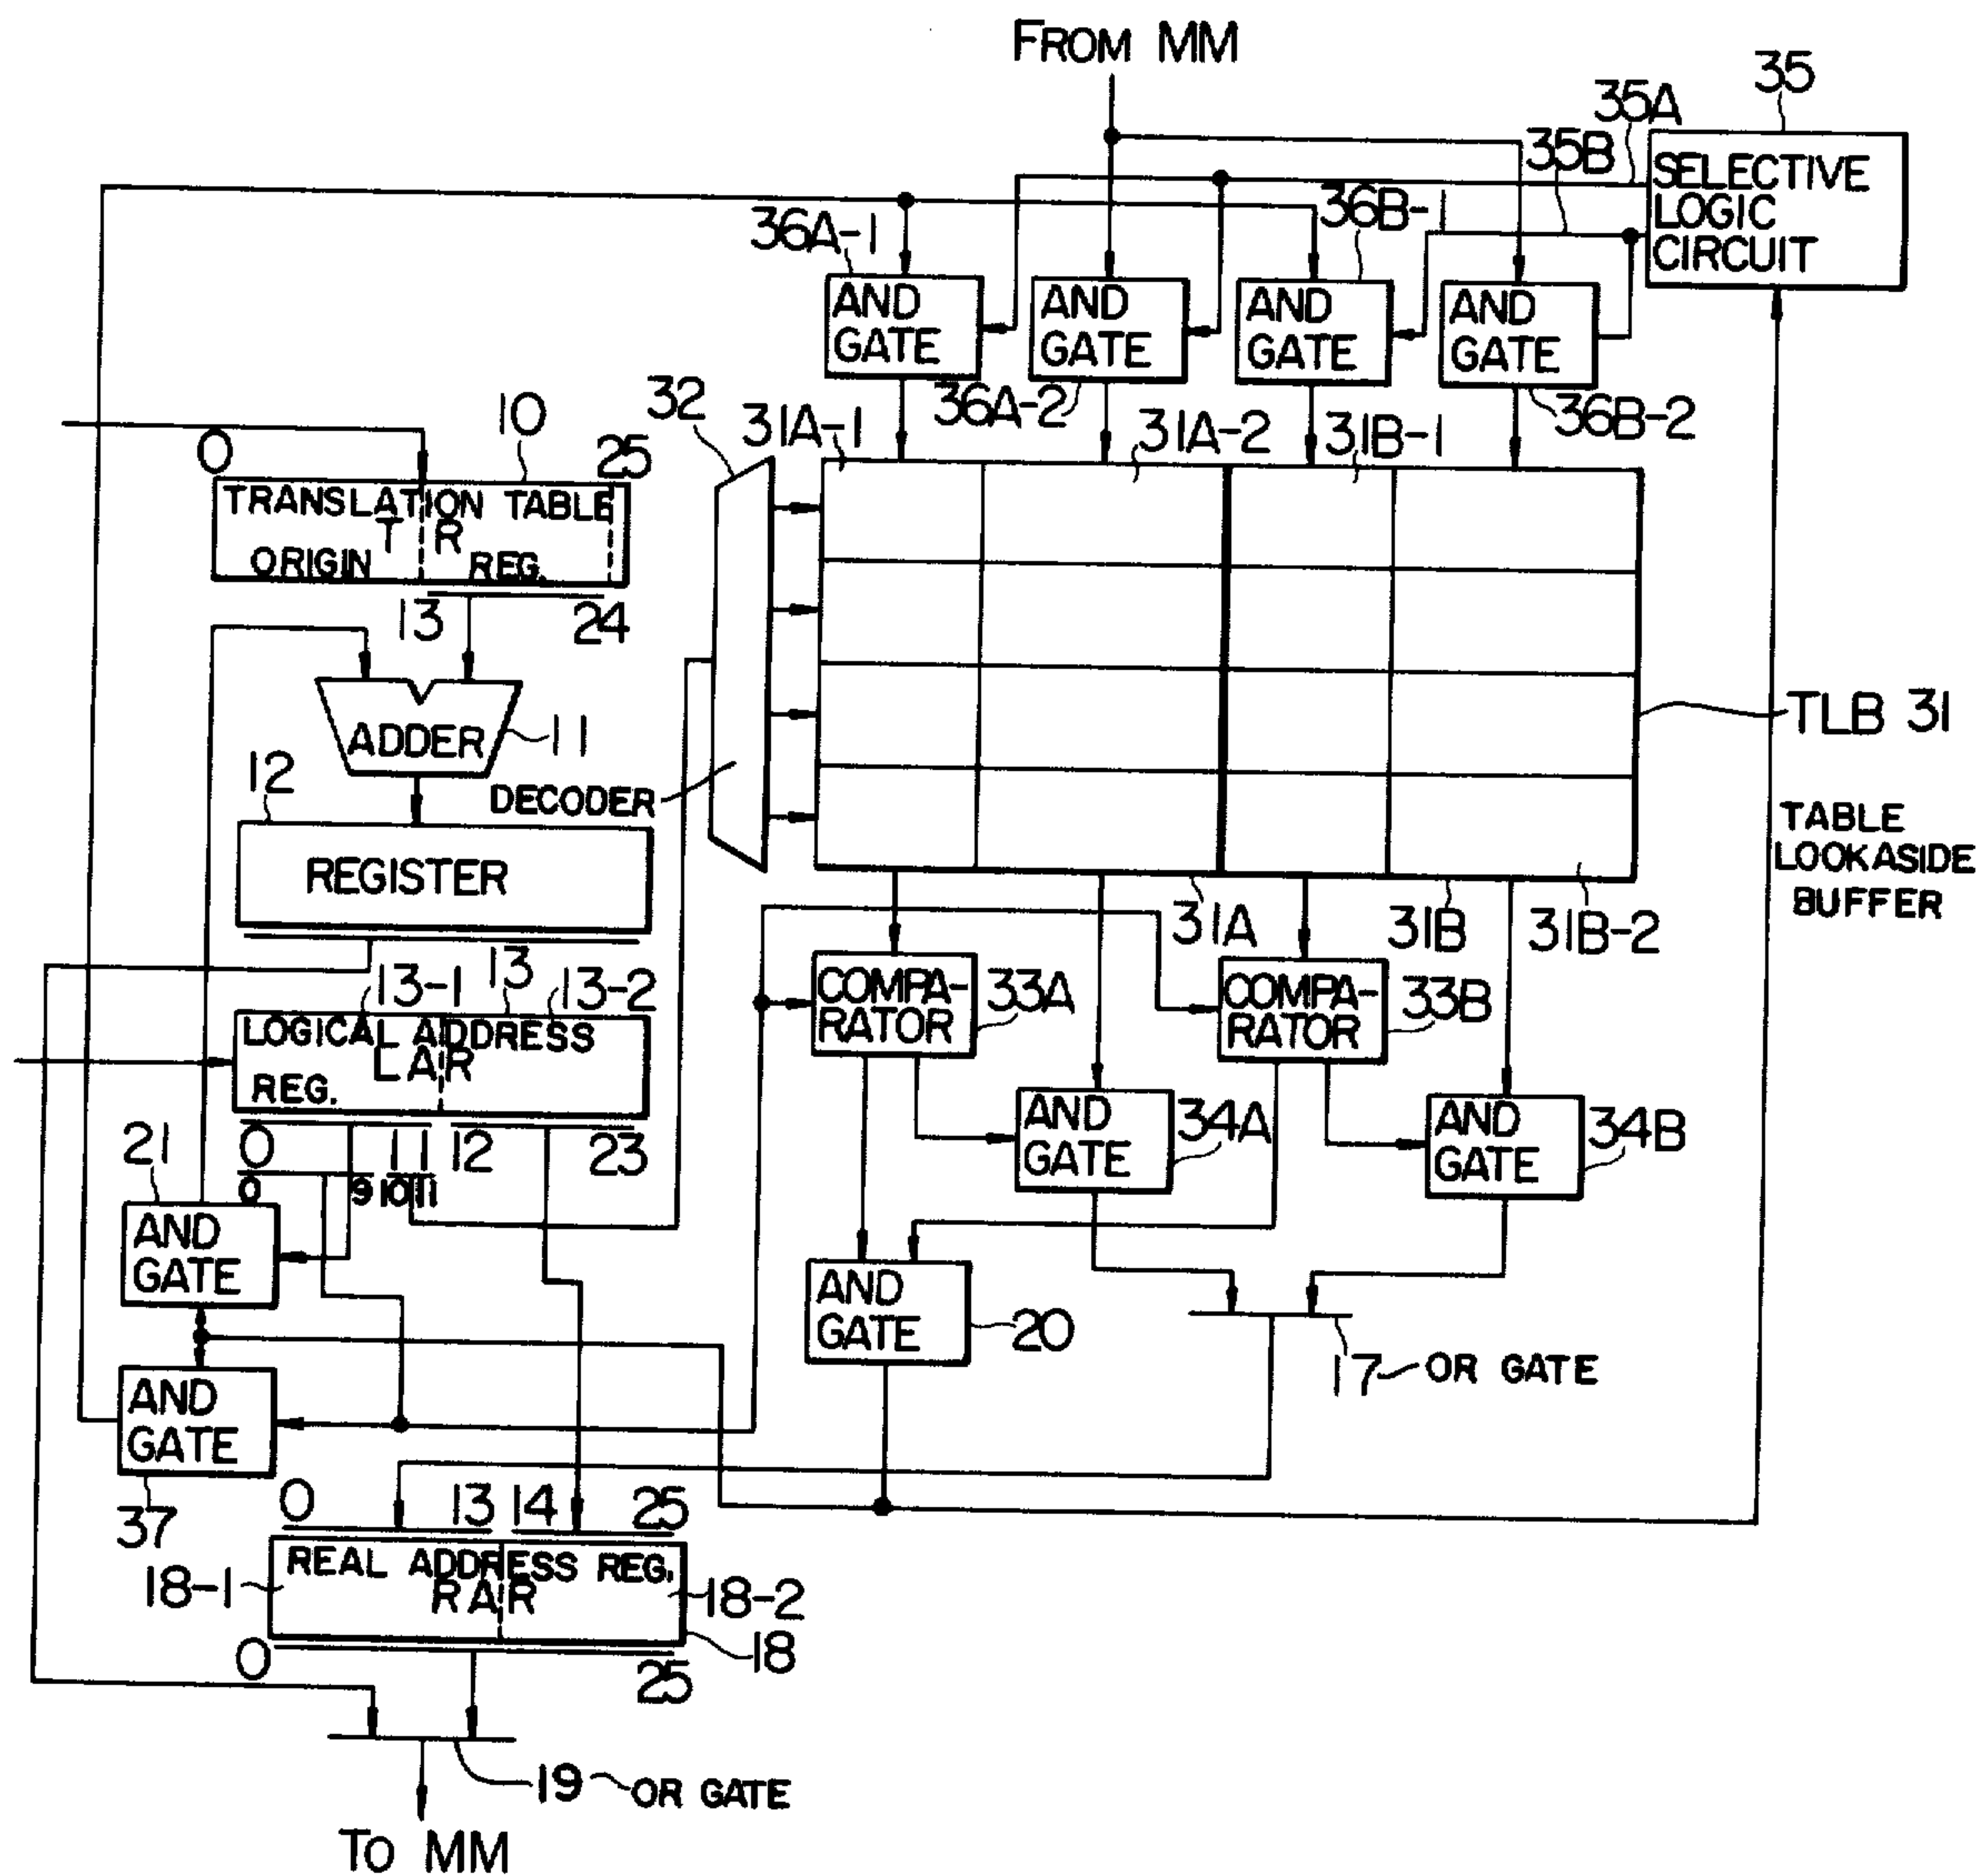 FROM MM
35
35A
35B
SELECTIVE
LOGIC
CIRCUIT
36A-1
36B-1
AND
GATE
AND
GATE
AND
GATE
AND
GATE
36A-2
36B-2
32
31A-1
31A-2
31B-1
10
0
25
TRANSLATION TABLE
T R
ORIGIN REG.
13
24
ADDER
11
12
DECODER
TLB 31
TABLE
LOOKASIDE
BUFFER
REGISTER
31A
31B
31B-2
13-1
13
13-2
COMPA-
RATOR
33A
COMPA-
RATOR
33B
LOGICAL ADDRESS
LAR
REG.
0
11
12
23
0
9
10
11
21
AND
GATE
AND
GATE
34A
AND
GATE
34B
AND
GATE
20
17
OR GATE
AND
GATE
37
0
13
14
25
REAL ADDRESS REG.
RAR
18-1
18-2
18
0
25
19
OR GATE
TO MM